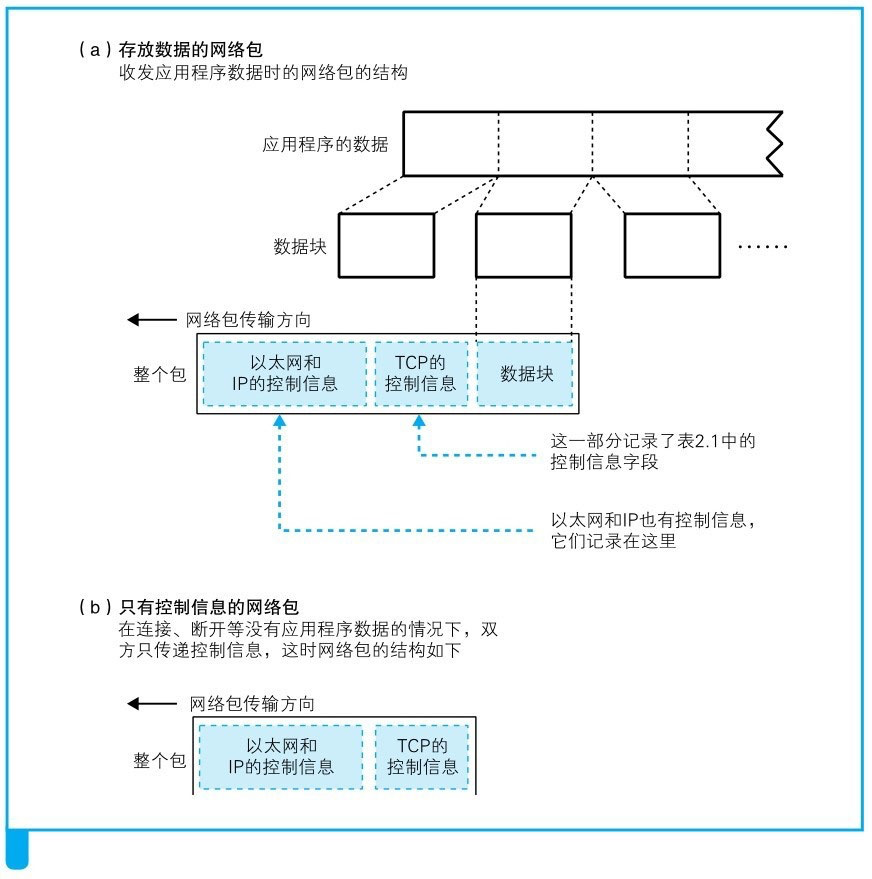 （a）存放数据的网络包
收发应用程序数据时的网络包的结构
应用程序的数据
数据块
······
网络包传输方向
整个包
以太网和
IP的控制信息
TCP的
控制信息
数据块
这一部分记录了表2.1中的
控制信息字段
以太网和IP也有控制信息，
它们记录在这里
（b）只有控制信息的网络包
在连接、断开等没有应用程序数据的情况下，双
方只传递控制信息，这时网络包的结构如下
网络包传输方向
整个包
以太网和
IP的控制信息
TCP的
控制信息